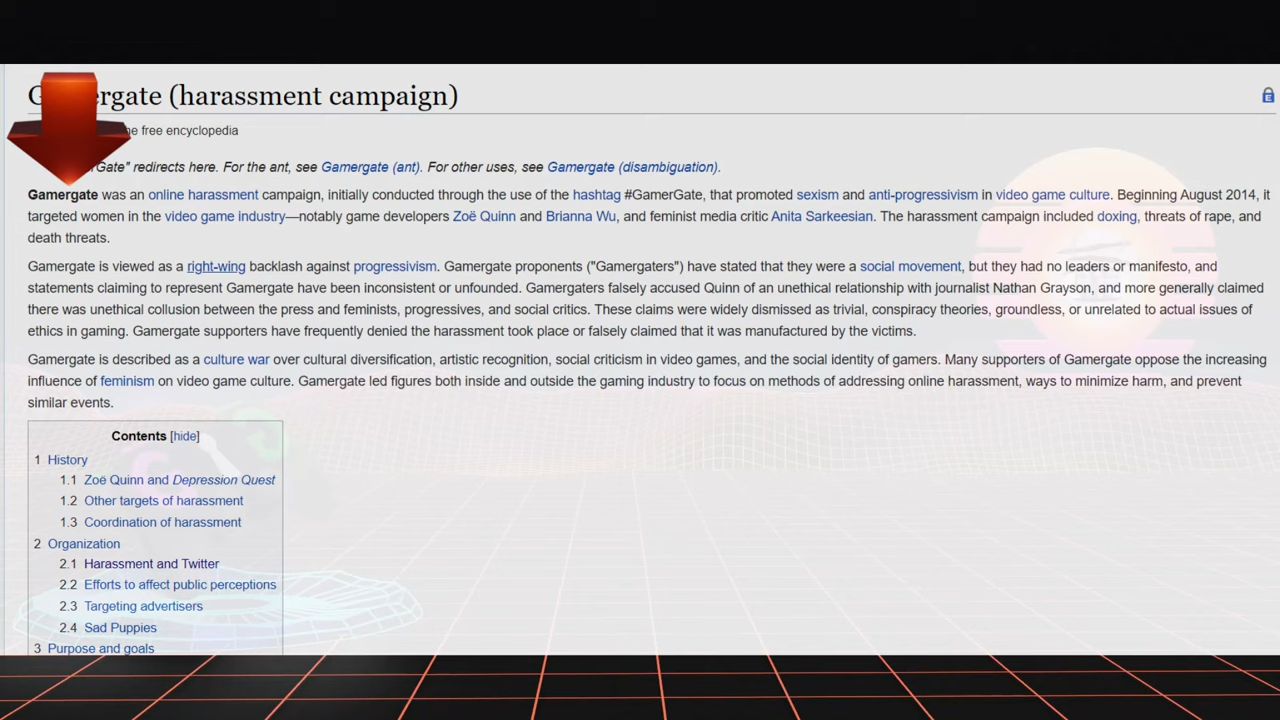 Gamergate (harassment campaign)
the free encyclopedia
Gate" redirects here. For the ant, see Gamergate (ant). For other uses, see Gamergate (disambiguation).
Gamergate was an online harassment campaign, initially conducted through the use of the hashtag #GamerGate, that promoted sexism and anti-progressivism in video game culture. Beginning August 2014, it
targeted women in the video game industry—notably game developers Zoë Quinn and Brianna Wu, and feminist media critic Anita Sarkeesian. The harassment campaign included doxing, threats of rape, and
death threats.
Gamergate is viewed as a right-wing backlash against progressivism. Gamergate proponents ("Gamergaters") have stated that they were a social movement, but they had no leaders or manifesto, and
statements claiming to represent Gamergate have been inconsistent or unfounded. Gamergaters falsely accused Quinn of an unethical relationship with journalist Nathan Grayson, and more generally claimed
there was unethical collusion between the press and feminists, progressives, and social critics. These claims were widely dismissed as trivial, conspiracy theories, groundless, or unrelated to actual issues of
ethics in gaming. Gamergate supporters have frequently denied the harassment took place or falsely claimed that it was manufactured by the victims.
Gamergate is described as a culture war over cultural diversification, artistic recognition, social criticism in video games, and the social identity of gamers. Many supporters of Gamergate oppose the increasing
influence of feminism on video game culture. Gamergate led figures both inside and outside the gaming industry to focus on methods of addressing online harassment, ways to minimize harm, and prevent
similar events.
Contents [hide]
1 History
1.1 Zoë Quinn and Depression Quest
1.2 Other targets of harassment
1.3 Coordination of harassment
2 Organization
2.1 Harassment and Twitter
2.2 Efforts to affect public perceptions
2.3 Targeting advertisers
2.4 Sad Puppies
3 Purpose and goals